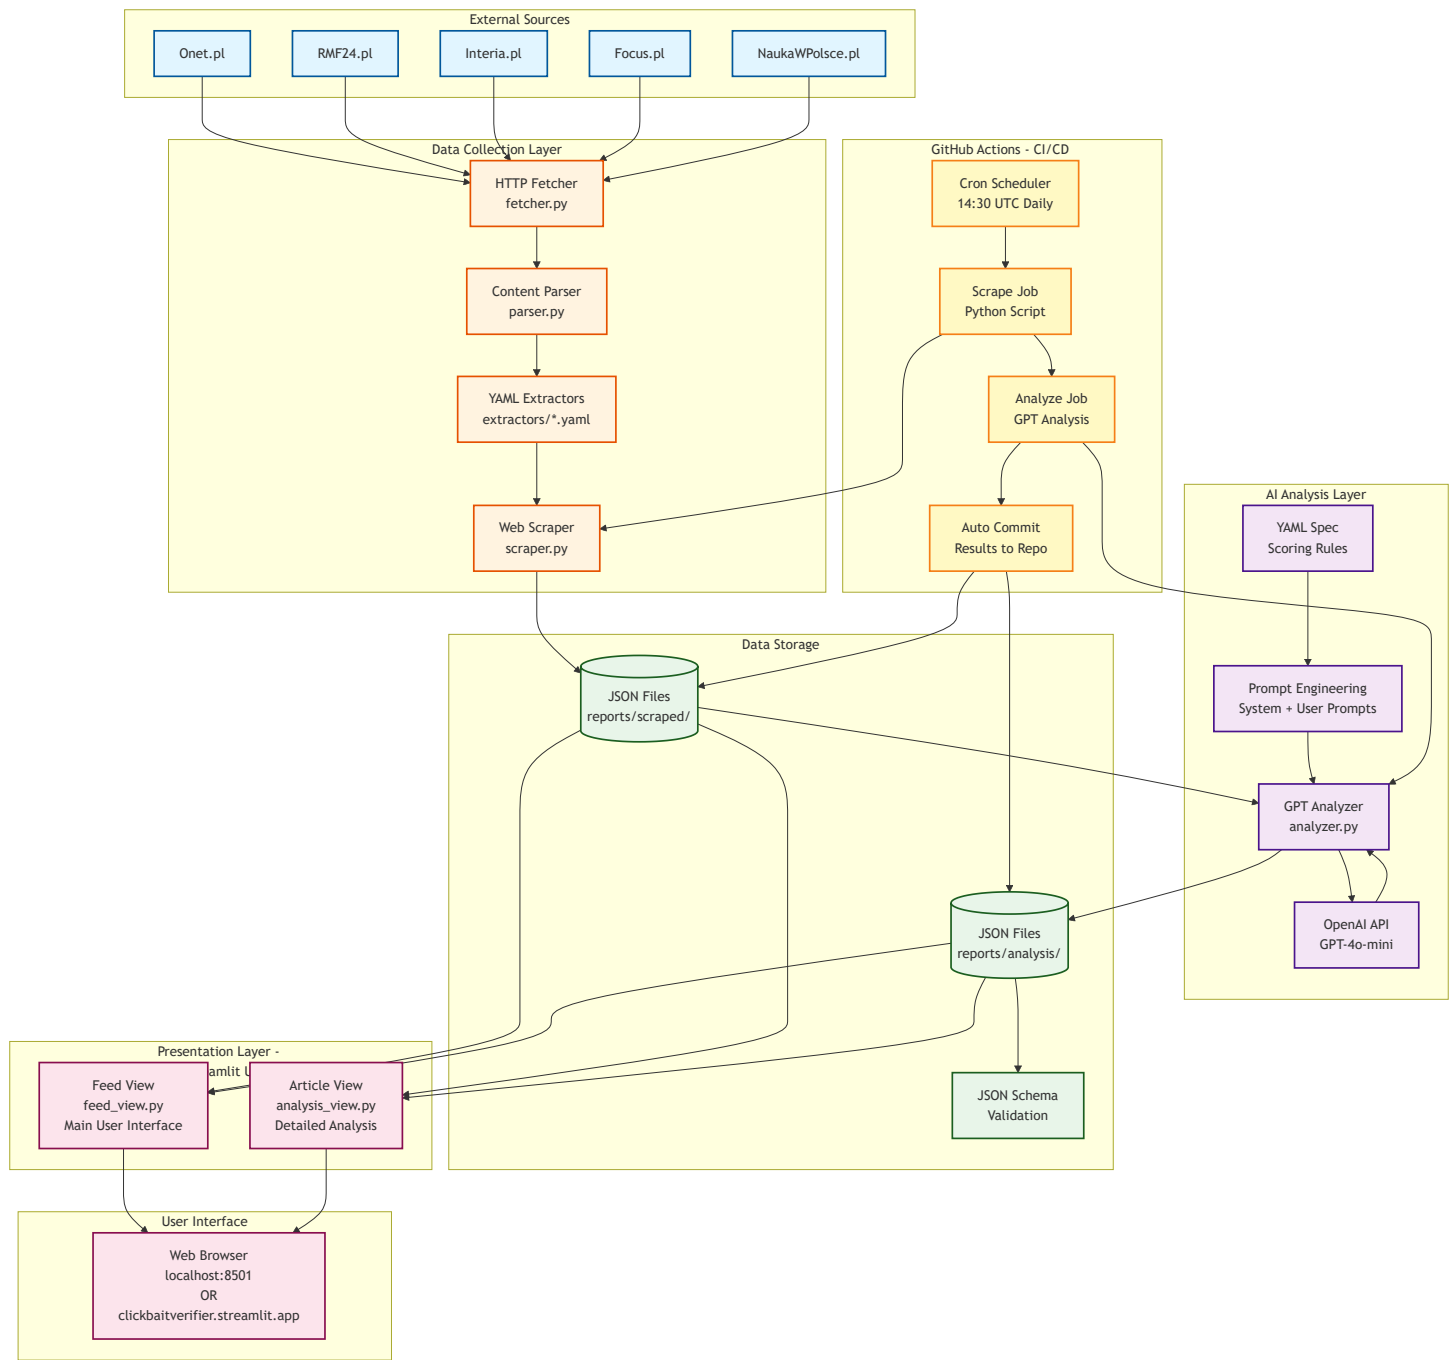 External Sources
Onet.pl
RMF24.pl
Interia.pl
Focus.pl
NaukaWPolsce.pl
Data Collection Layer
HTTP Fetcher
fetcher.py
Content Parser
parser.py
YAML Extractors
extractors/*.yaml
Web Scraper
scraper.py
GitHub Actions - CI/CD
Cron Scheduler
14:30 UTC Daily
Scrape Job
Python Script
Analyze Job
GPT Analysis
Auto Commit
Results to Repo
AI Analysis Layer
YAML Spec
Scoring Rules
Prompt Engineering
System + User Prompts
GPT Analyzer
analyzer.py
OpenAI API
GPT-4o-mini
Data Storage
JSON Files
reports/scraped/
JSON Files
reports/analysis/
JSON Schema
Validation
Presentation Layer -
Feed View
feed_view.py
Main User Interface
Article View
analysis_view.py
Detailed Analysis
User Interface
Web Browser
localhost:8501
OR
clickbaitverifier.streamlit.app